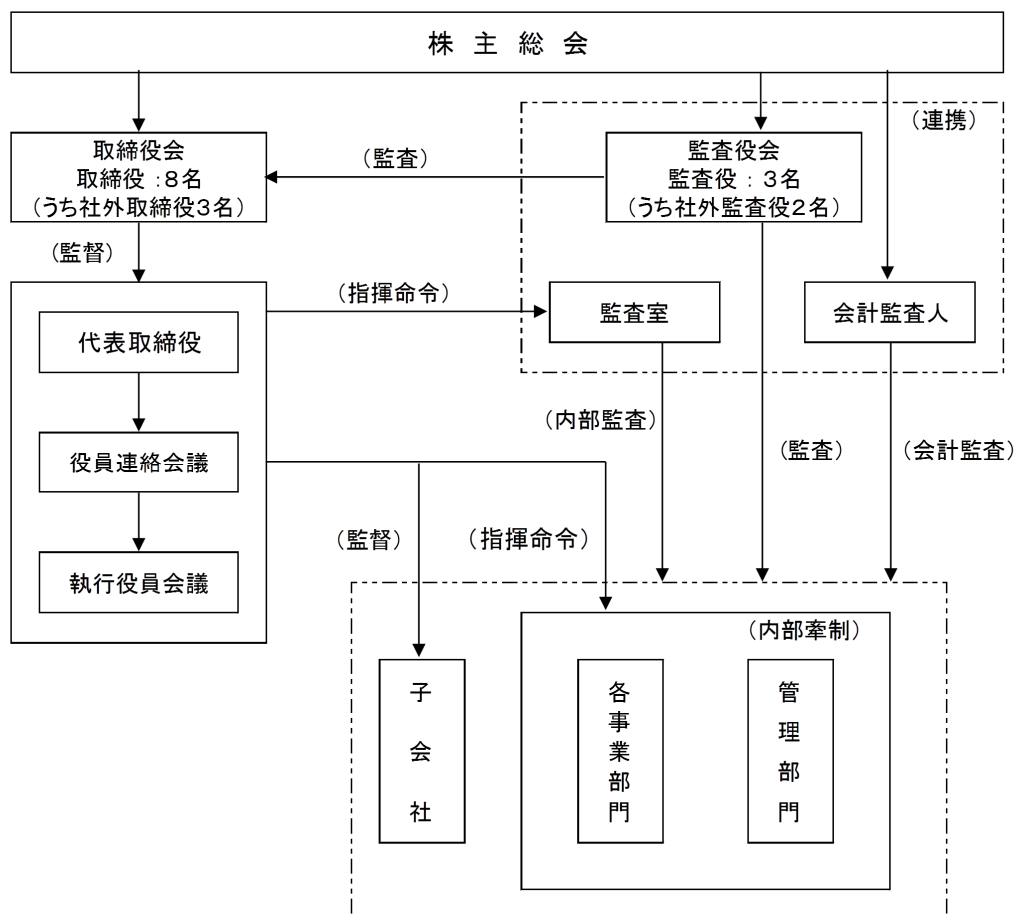 株主総会
（連携）
取締役会
取締役：8名
（うち社外取締役3名）
（監査）
監査役会
監査役：3名
（うち社外監査役2名）
（監督）
（指揮命令）
監査室
会計監査人
代表取締役
（内部監査）
（監査）
（会計監査）
役員連絡会議
（監督）
（指揮命令）
執行役員会議
（内部牽制）
子会社
各事業部門
管理部門